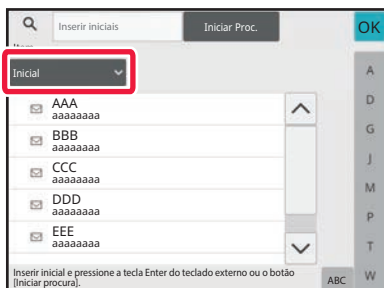 Inserir iniciais
Iniciar Proc.
OK
Inicial
AAA
aaaaaaaa
BBB
aaaaaaaa
CCC
aaaaaaaa
DDD
aaaaaaaa
EEE
aaaaaaaa
A
D
G
J
M
P
T
W
ABC
Inserir inicial e pressione a tecla Enter do teclado externo ou o botão
[Iniciar procura].